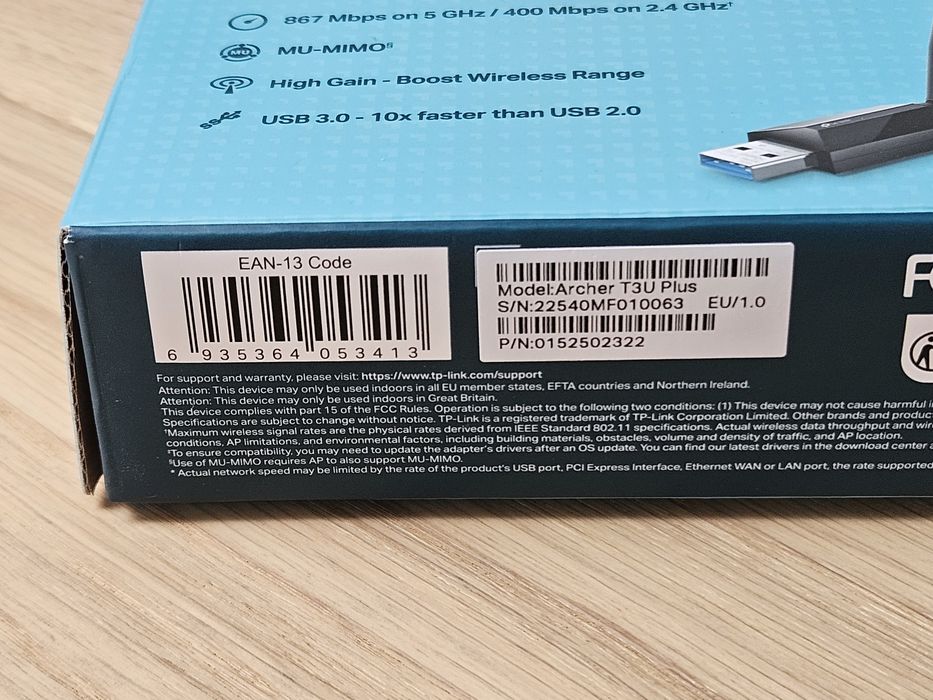 867 Mbps on 5 GHz / 400 Mbps on 2.4 GHz†
MU
MU-MIMO§
High Gain - Boost Wireless Range
USB 3.0 - 10x faster than USB 2.0
EAN-13 Code
6 935364 053413
Model:Archer T3U Plus
S/N:22540MF010063 EU/1.0
P/N:0152502322
For support and warranty, please visit: https://www.tp-link.com/support
Attention: This device may only be used indoors in all EU member states, EFTA countries and Northern Ireland.
Attention: This device may only be used indoors in Great Britain.
This device complies with part 15 of the FCC Rules. Operation is subject to the following two conditions: (1) This device may not cause harmful
Specifications are subject to change without notice. TP-Link is a registered trademark of TP-Link Corporation Limited. Other brands and
†Maximum wireless signal rates are the physical rates derived from IEEE Standard 802.11 specifications. Actual wireless data throughput and
conditions, AP limitations, and environmental factors, including building materials, obstacles, volume and density of traffic, and AP location.
To ensure compatibility, you may need to update the adapter's drivers after an OS update. You can find our latest drivers in the download center
§Use of MU-MIMO requires AP to also support MU-MIMO.
* Actual network speed may be limited by the rate of the product's USB port, PCI Express Interface, Ethernet WAN or LAN port, the rate supported